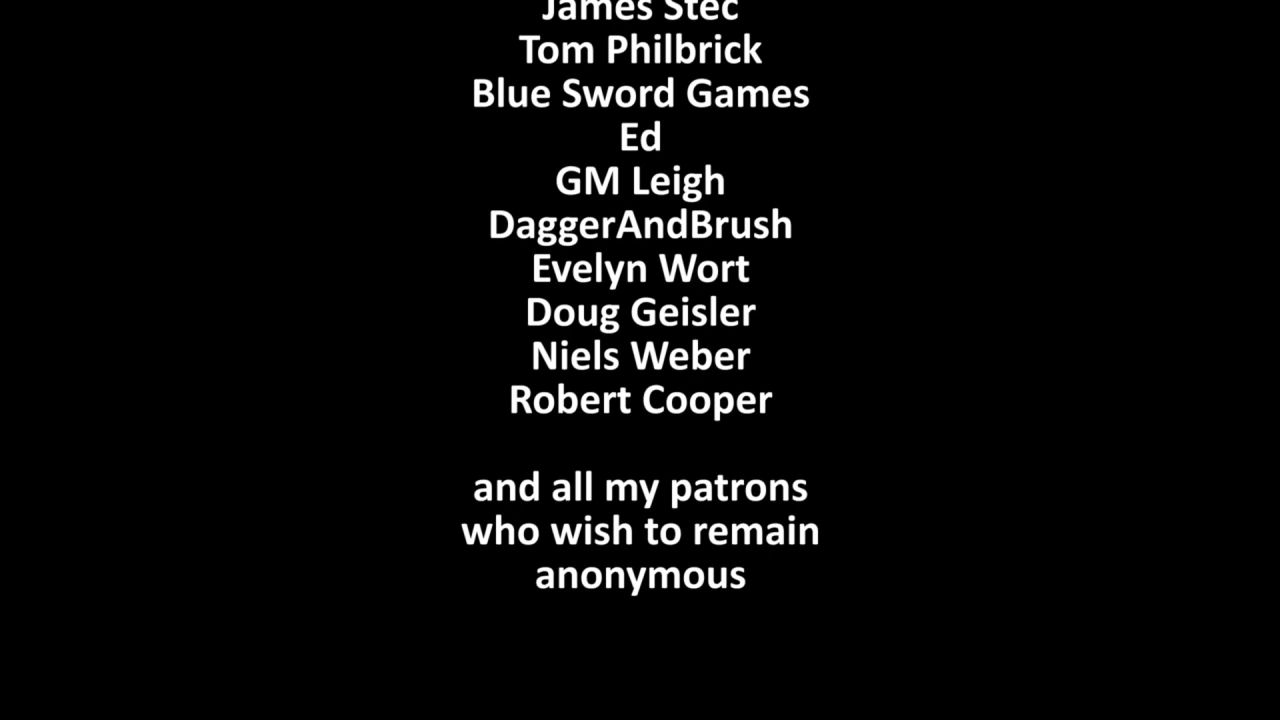 James Stec
Tom Philbrick
Blue Sword Games
Ed
GM Leigh
DaggerAndBrush
Evelyn Wort
Doug Geisler
Niels Weber
Robert Cooper
and all my patrons
who wish to remain
anonymous